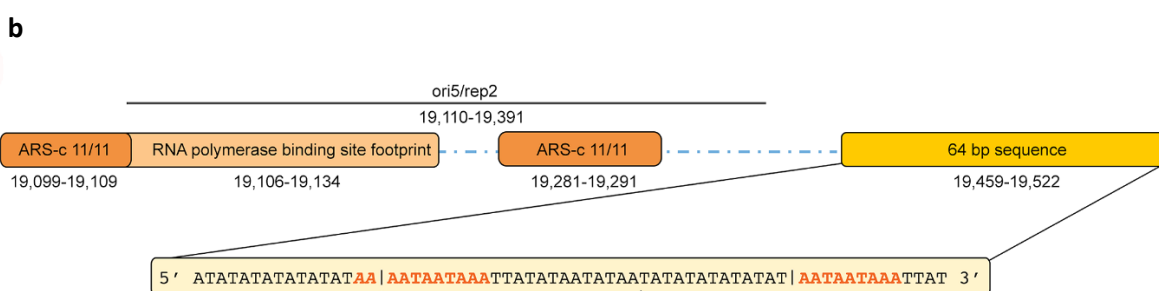 b
ori5/rep2
19,110-19,391
ARS-c 11/11 RNA polymerase binding site footprint ARS-c 11/11 64 bp sequence
19,099-19,109 19,106-19,134 19,281-19,291 19,459-19,522
5′ ATATATATATATATAA|AATAATAAATTATATAATATAATATATATATATATAT|AATAATAAATTAT 3′